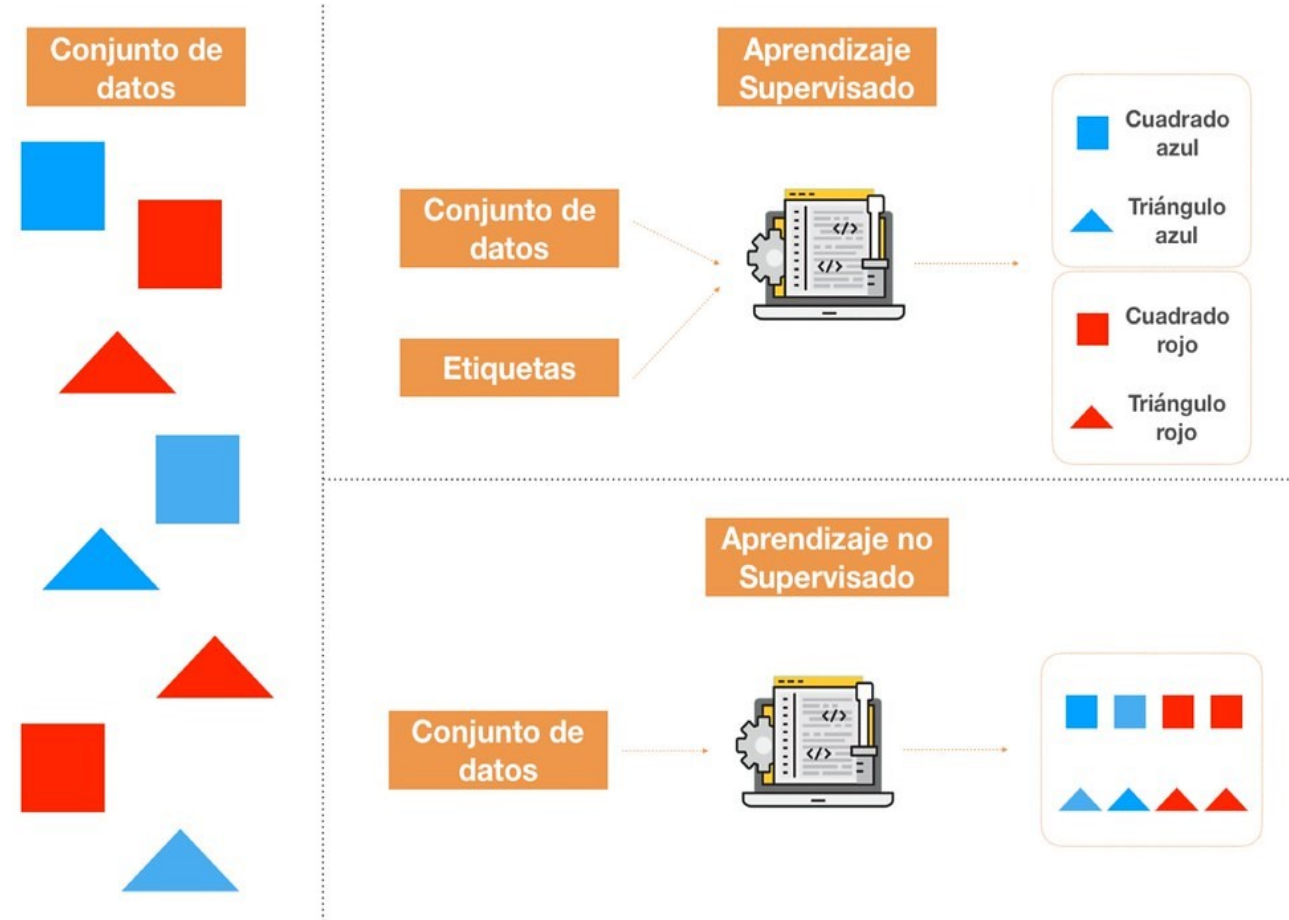 Conjunto de
datos
Aprendizaje
Supervisado
Conjunto de
datos
Etiquetas
</>
</>
Cuadrado
azul
Triángulo
azul
Cuadrado
rojo
Triángulo
rojo
Aprendizaje no
Supervisado
Conjunto de
datos
</>
</>